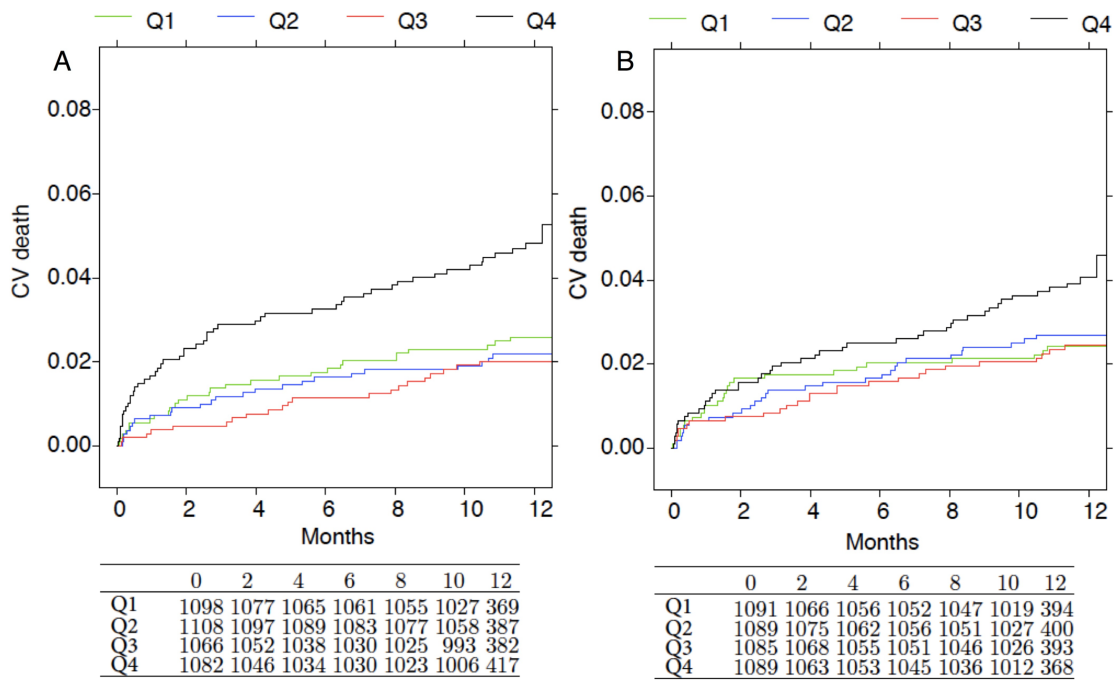 Q1 Q2 Q3 Q4
A
0.08
0.06
0.04
0.02
0.00
CV death
0 2 4 6 8 10 12
Months
0 2 4 6 8 10 12
Q1 1098 1077 1065 1061 1055 1027 369
Q2 1108 1097 1089 1083 1077 1058 387
Q3 1066 1052 1038 1030 1025 993 382
Q4 1082 1046 1034 1030 1023 1006 417
Q1 Q2 Q3 Q4
B
0.08
0.06
0.04
0.02
0.00
CV death
0 2 4 6 8 10 12
Months
0 2 4 6 8 10 12
Q1 1091 1066 1056 1052 1047 1019 394
Q2 1089 1075 1062 1056 1051 1027 400
Q3 1085 1068 1055 1051 1046 1026 393
Q4 1089 1063 1053 1045 1036 1012 368